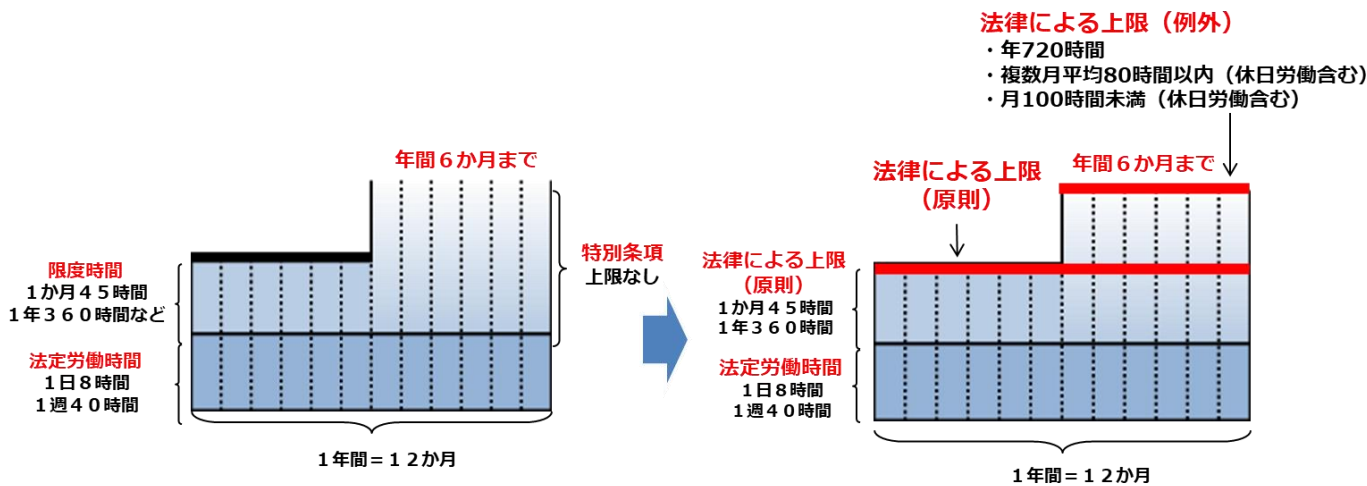 年間６か月まで
限度時間
１か月４５時間
１年３６０時間など
法定労働時間
１日８時間
１週４０時間
特別条項
上限なし
１年間＝１２か月
法律による上限（例外）
・年720時間
・複数月平均80時間以内（休日労働含む）
・月100時間未満（休日労働含む）
年間６か月まで
法律による上限
（原則）
法律による上限
（原則）
１か月４５時間
１年３６０時間
法定労働時間
１日８時間
１週４０時間
１年間＝１２か月